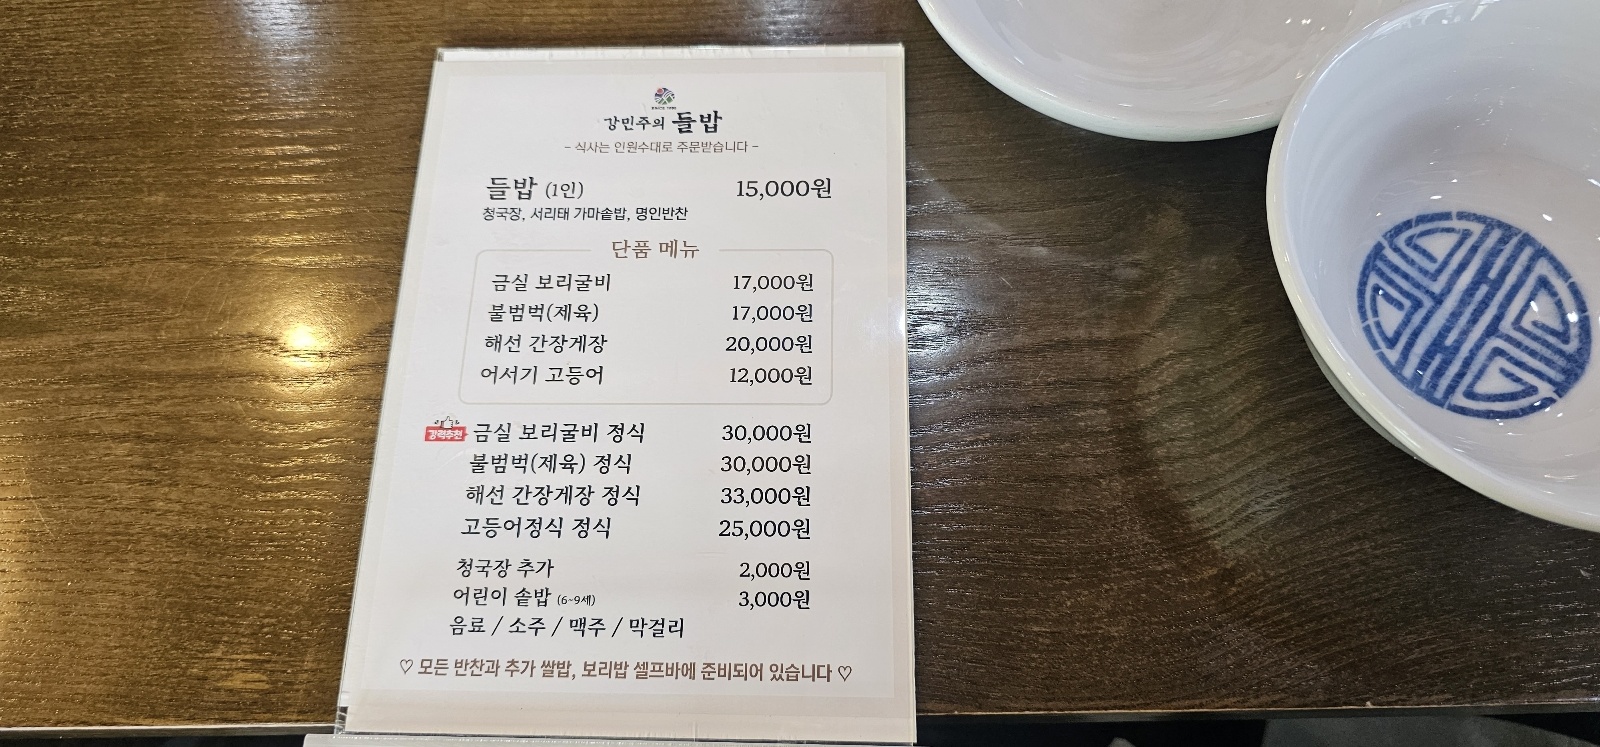 강민주의 들밥
- 식사는 인원수대로 주문받습니다 -
들밥 (1인) 15,000원
청국장, 서리태 가마솥밥, 명인반찬
단품 메뉴
금실 보리굴비 17,000원
불범벅(제육) 17,000원
해선 간장게장 20,000원
어서기 고등어 12,000원
강력추천 금실 보리굴비 정식 30,000원
불범벅(제육) 정식 30,000원
해선 간장게장 정식 33,000원
고등어정식 정식 25,000원
청국장 추가 2,000원
어린이 솥밥 (6~9세) 3,000원
음료 / 소주 / 맥주 / 막걸리
♡ 모든 반찬과 추가 쌀밥, 보리밥 셀프바에 준비되어 있습니다 ♡